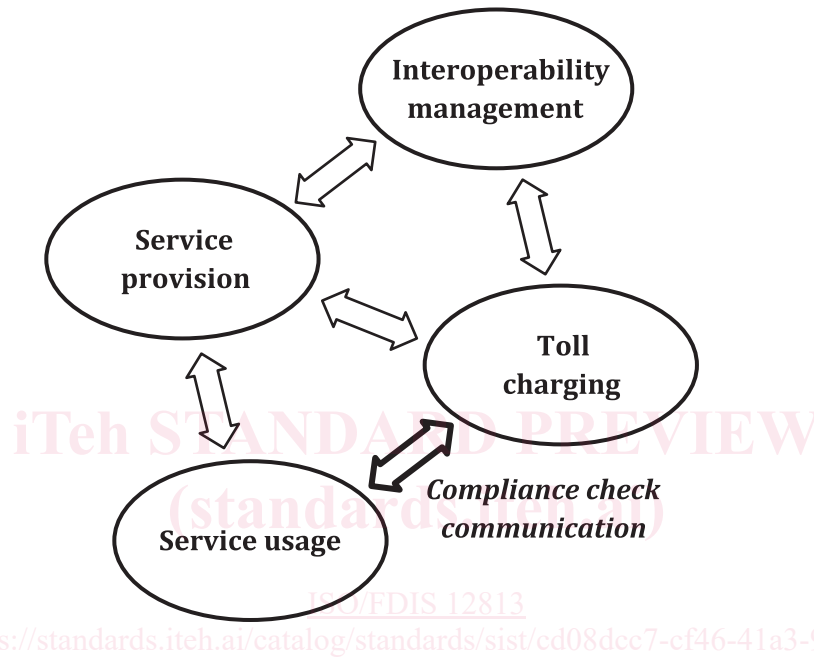 Interoperability
management
Service
provision
Toll
charging
iTeh STANDARD PREVIEW
(standards.iteh.ai)
Compliance check
communication
Service usage
ISO/FDIS 12813
s://standards.iteh.ai/catalog/standards/sist/cd08dcc7-cf46-41a3-9